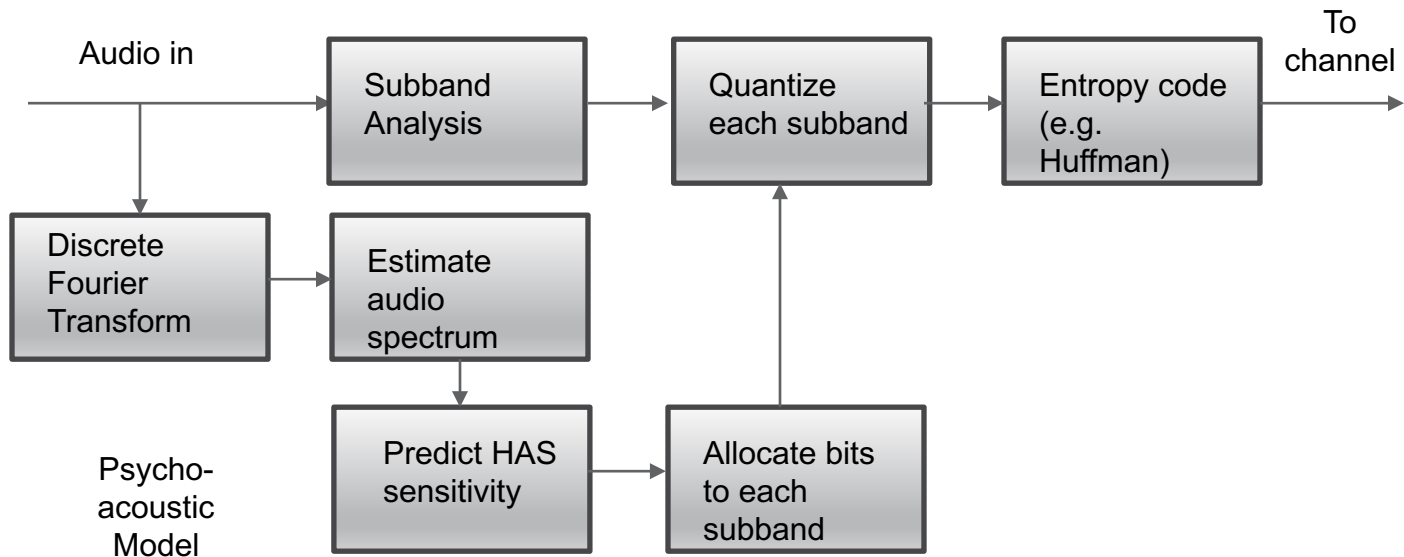 Audio in
Subband
Analysis
Quantize
each subband
Entropy code
(e.g.
Huffman)
To
channel
Discrete
Fourier
Transform
Estimate
audio
spectrum
Predict HAS
sensitivity
Allocate bits
to each
subband
Psycho-
acoustic
Model